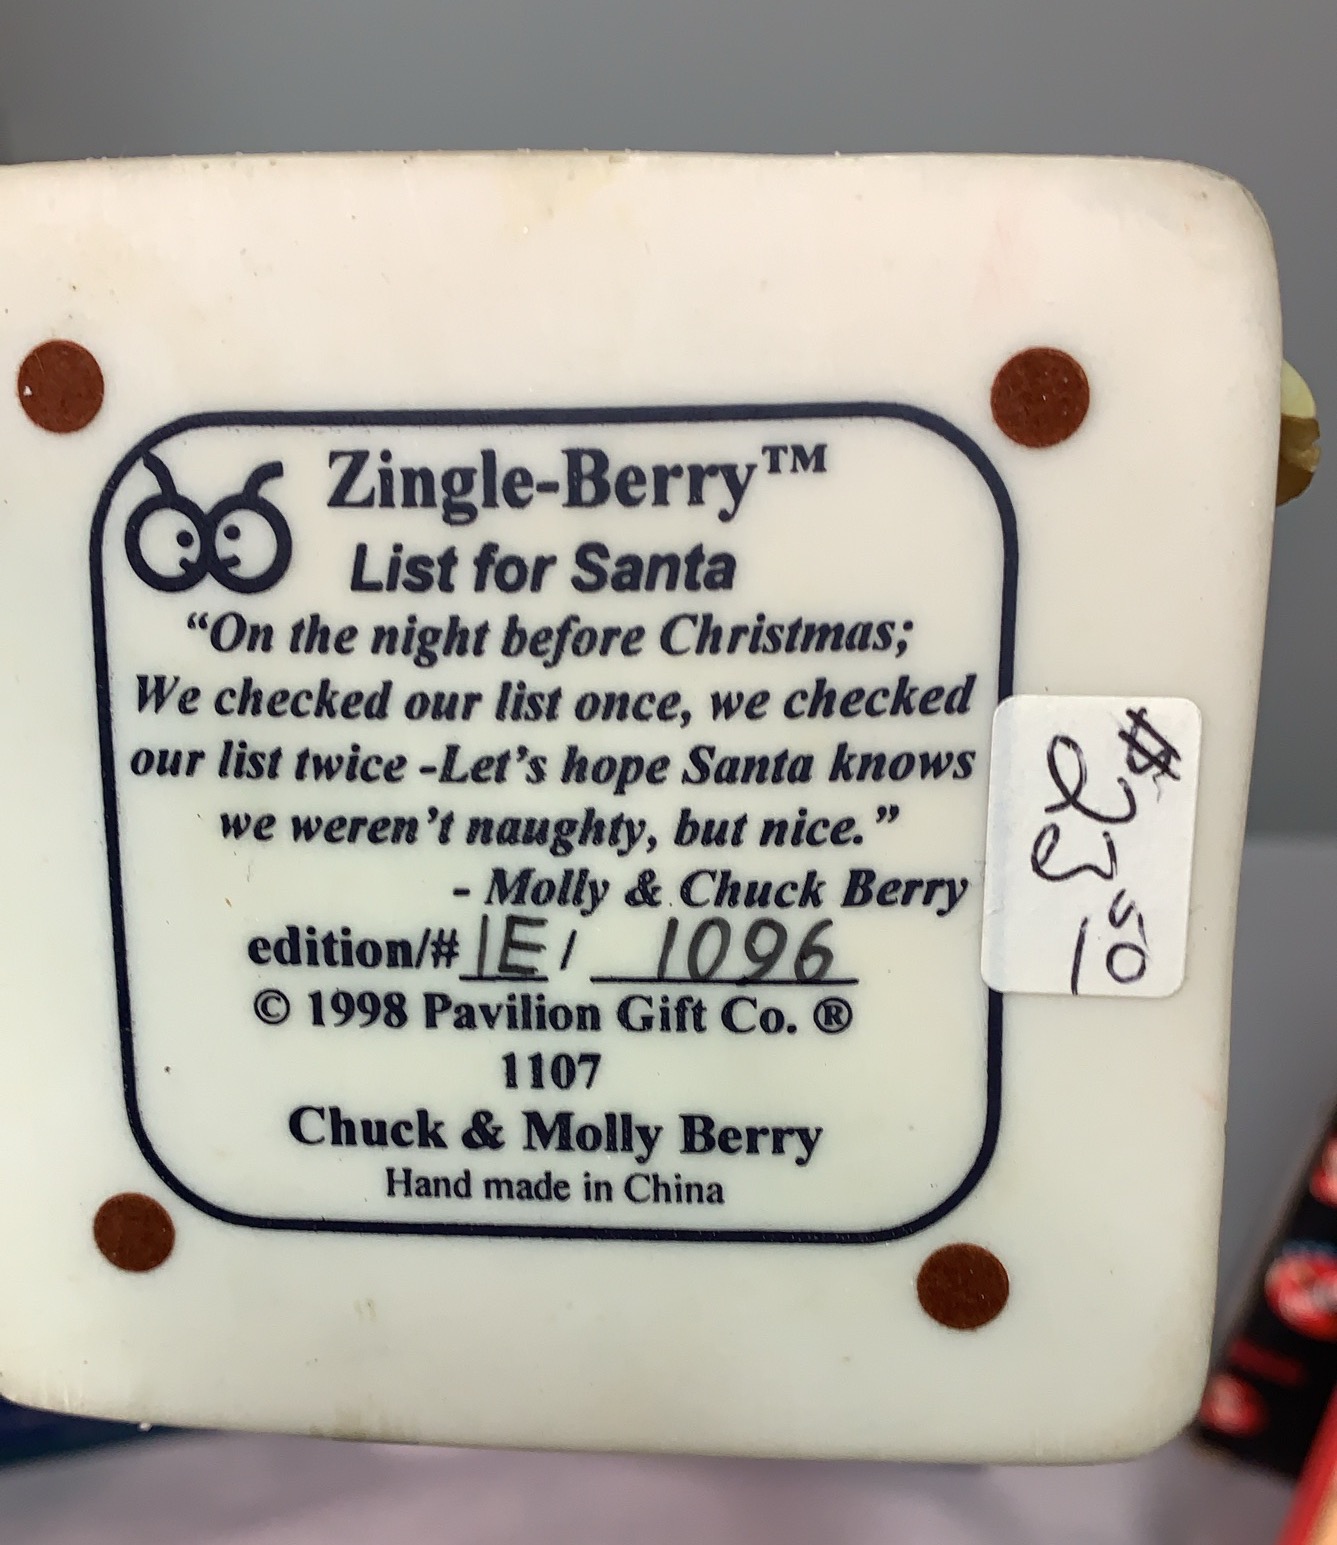 Zingle-Berry™
List for Santa
“On the night before Christmas;
We checked our list once, we checked
our list twice -Let's hope Santa knows
we weren't naughty, but nice.”
- Molly & Chuck Berry
edition/# 1E / 1096
© 1998 Pavilion Gift Co. ®
1107
Chuck & Molly Berry
Hand made in China
$
23 50